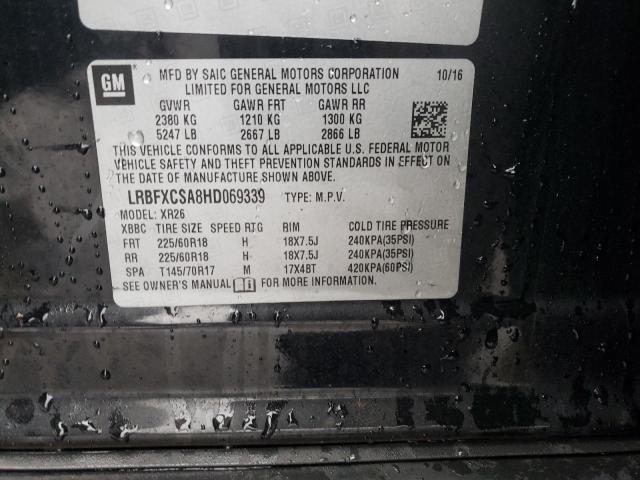 GM
MFD BY SAIC GENERAL MOTORS CORPORATION 10/16
LIMITED FOR GENERAL MOTORS LLC
GVWR GAWR FRT GAWR RR
2380 KG 1210 KG 1300 KG
5247 LB 2667 LB 2866 LB
THIS VEHICLE CONFORMS TO ALL APPLICABLE U.S. FEDERAL MOTOR
VEHICLE SAFETY AND THEFT PREVENTION STANDARDS IN EFFECT ON
THE DATE OF MANUFACTURE,SHOWN ABOVE.
LRBFXCSA8HD069339 TYPE: M.P.V.
MODEL: XR26
XBBC TIRE SIZE SPEED RTG RIM COLD TIRE PRESSURE
FRT 225/60R18 H 18X7.5J 240KPA(35PSI)
RR 225/60R18 H 18X7.5J 240KPA(35PSI)
SPA T145/70R17 M 17X4BT 420KPA(60PSI)
SEE OWNER'S MANUAL FOR MORE INFORMATION.